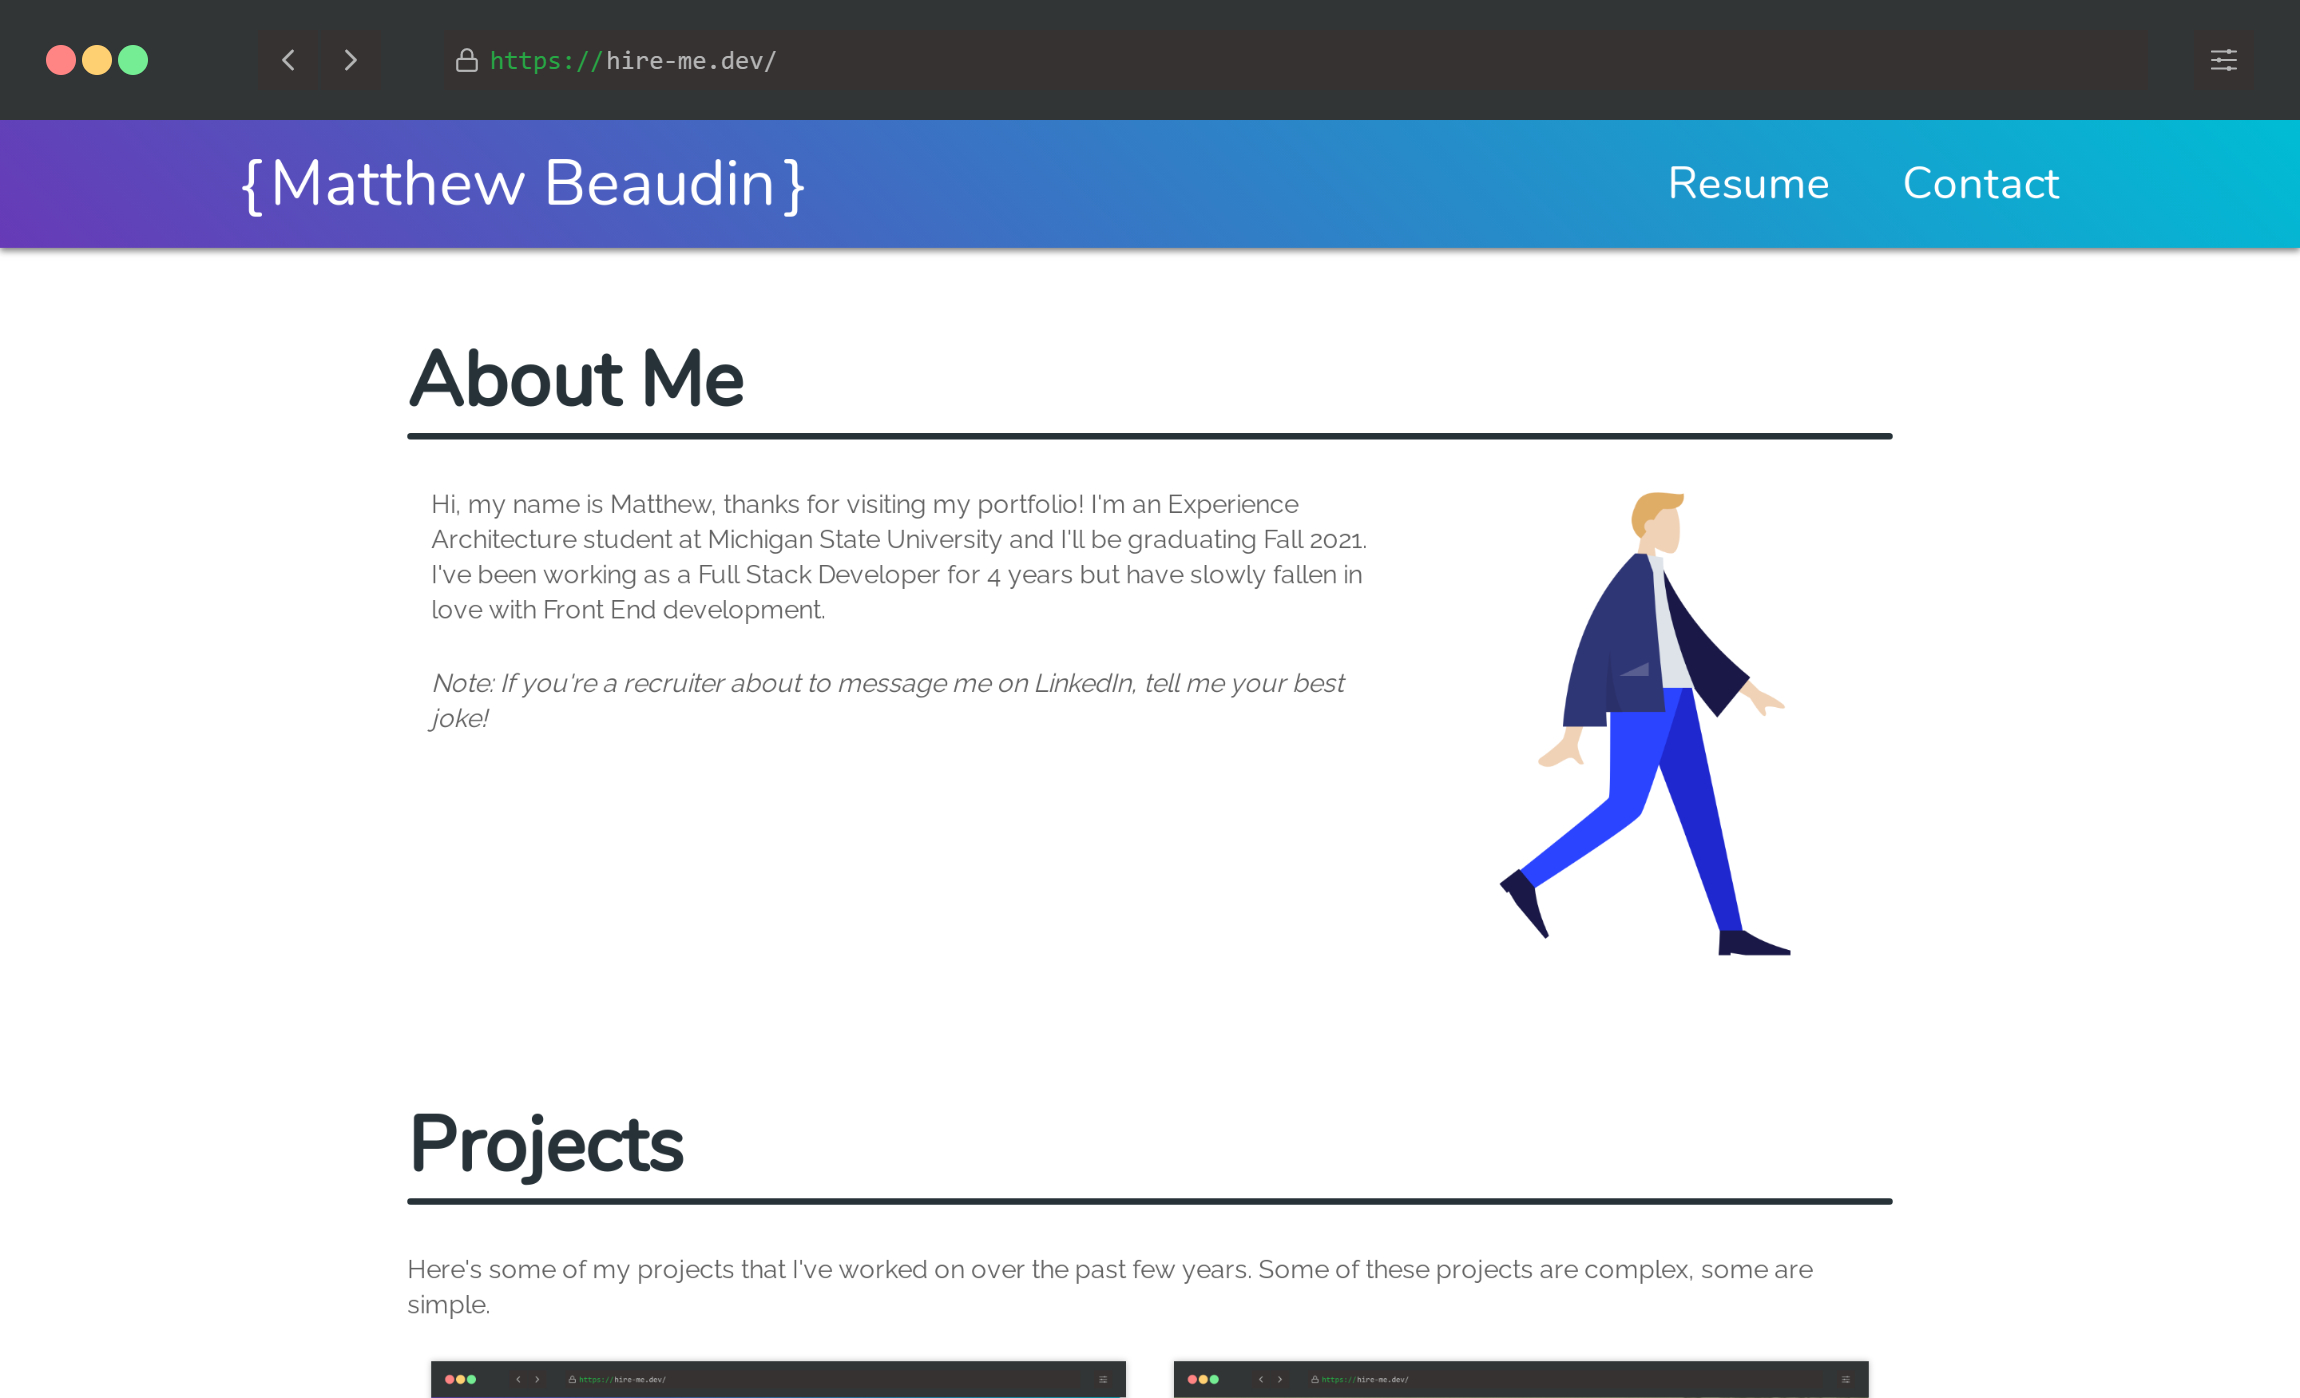 https://hire-me.dev/
{Matthew Beaudin}
Resume Contact
About Me
Hi, my name is Matthew, thanks for visiting my portfolio! I'm an Experience
Architecture student at Michigan State University and I'll be graduating Fall 2021.
I've been working as a Full Stack Developer for 4 years but have slowly fallen in
love with Front End development.
Note: If you're a recruiter about to message me on LinkedIn, tell me your best
joke!
Projects
Here's some of my projects that I've worked on over the past few years. Some of these projects are complex, some are
simple.
https://hire-me.dev/
https://hire-me.dev/